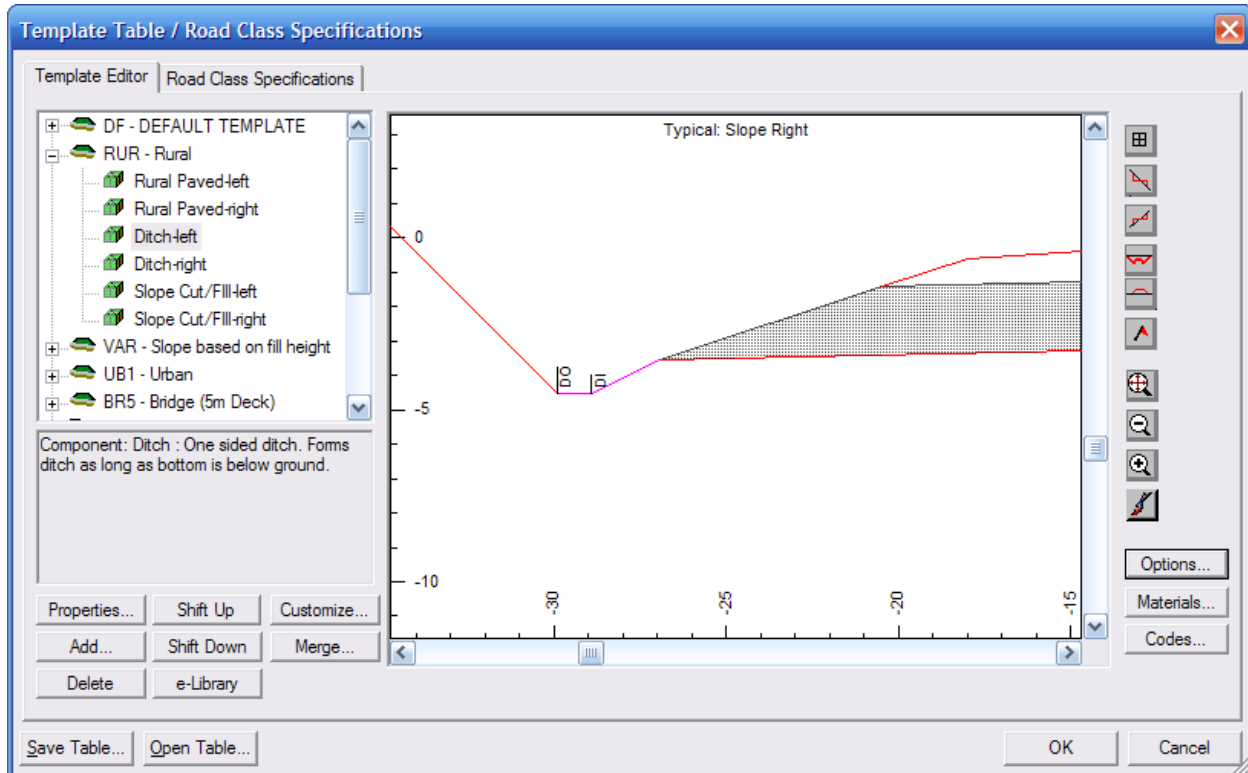 Template Table / Road Class Specifications
Template Editor
Road Class Specifications
DF - DEFAULT TEMPLATE
RUR - Rural
Rural Paved-left
Rural Paved-right
Ditch-left
Ditch-right
Slope Cut/FIll-left
Slope Cut/FIll-right
VAR - Slope based on fill height
UB1 - Urban
BR5 - Bridge (5m Deck)
Component: Ditch : One sided ditch. Forms
ditch as long as bottom is below ground.
Properties...
Shift Up
Customize...
Add...
Shift Down
Merge...
Delete
e-Library
Typical: Slope Right
0
-5
-10
DO
DI
-30
-25
-20
-15
Options...
Materials...
Codes...
Save Table...
Open Table...
OK
Cancel